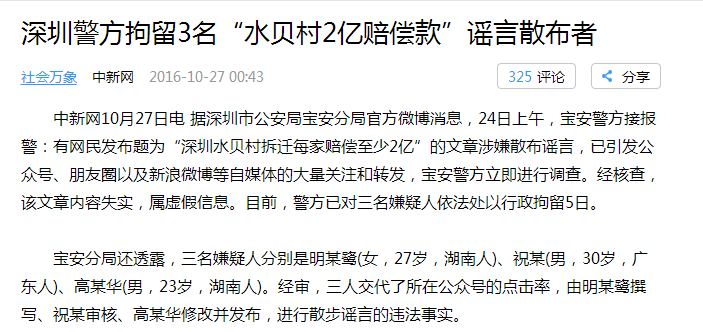 深圳警方拘留3名“水贝村2亿赔偿款”谣言散布者
社会万象 中新网 2016-10-27 00:43 325 评论 分享
中新网10月27日电 据深圳市公安局宝安分局官方微博消息，24日上午，宝安警方接报
警：有网民发布题为“深圳水贝村拆迁每家赔偿至少2亿”的文章涉嫌散布谣言，已引发公
众号、朋友圈以及新浪微博等自媒体的大量关注和转发，宝安警方立即进行调查。经核查，
该文章内容失实，属虚假信息。目前，警方已对三名嫌疑人依法处以行政拘留5日。
宝安分局还透露，三名嫌疑人分别是明某鹭(女，27岁，湖南人)、祝某(男，30岁，广
东人)、高某华(男，23岁，湖南人)。经审，三人交代了所在公众号的点击率，由明某鹭撰
写、祝某审核、高某华修改并发布，进行散步谣言的违法事实。